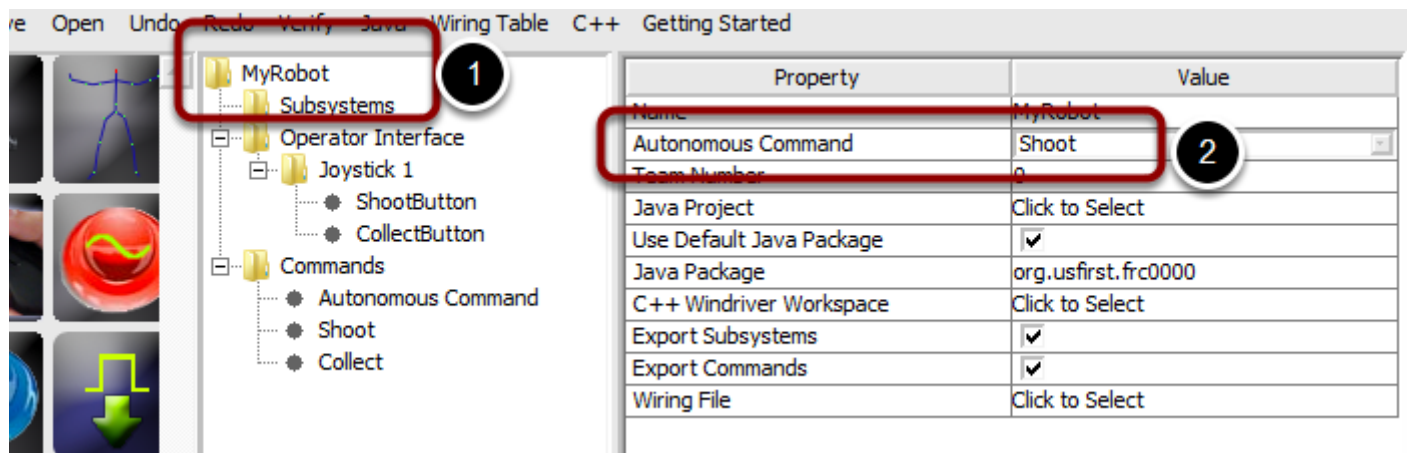 Open Undo Redo Verify Java Wiring Table C++ Getting Started
MyRobot
Subsystems
Operator Interface
Joystick 1
ShootButton
CollectButton
Commands
Autonomous Command
Shoot
Collect
1
Property Value
Name MyRobot
Autonomous Command Shoot
2
Team Number 0
Java Project Click to Select
Use Default Java Package
Java Package org.usfirst.frc0000
C++ Windriver Workspace Click to Select
Export Subsystems
Export Commands
Wiring File Click to Select